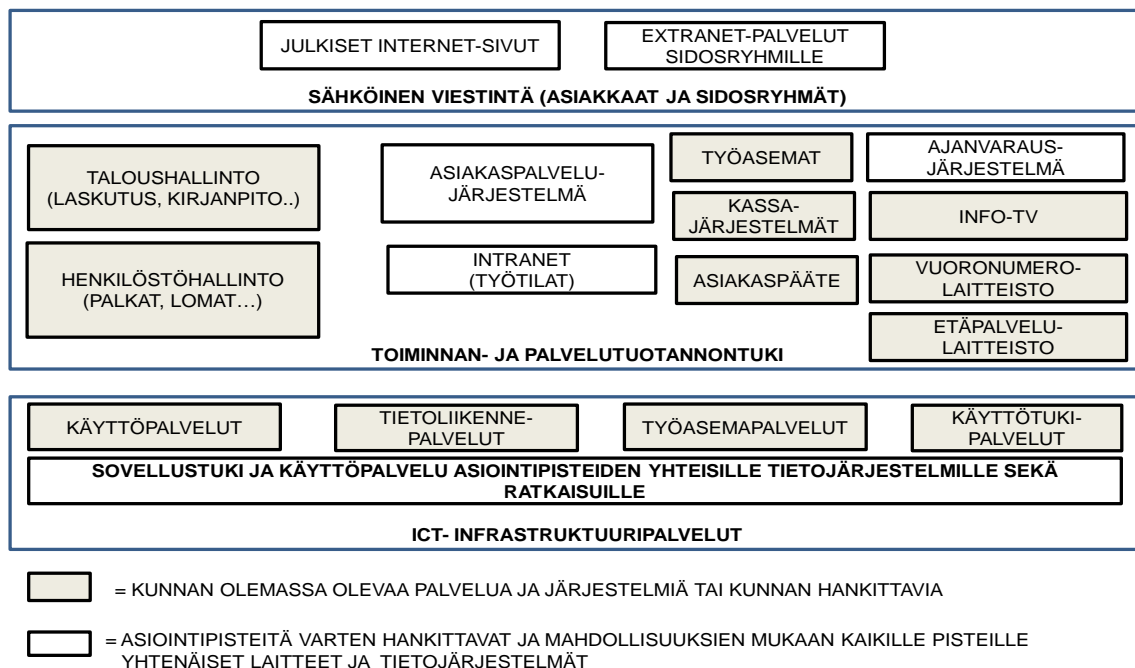 JULKISET INTERNET-SIVUT
EXTRANET-PALVELUT
SIDOSRYHMILLE
SÄHKÖINEN VIESTINTÄ (ASIAKKAAT JA SIDOSRYHMÄT)
TALOUSHALLINTO
(LASKUTUS, KIRJANPITO..)
HENKILÖSTÖHALLINTO
(PALKAT, LOMAT…)
ASIAKASPALVELU-
JÄRJESTELMÄ
INTRANET
(TYÖTILAT)
TYÖASEMAT
KASSA-
JÄRJESTELMÄT
ASIAKASPÄÄTE
AJANVARAUS-
JÄRJESTELMÄ
INFO-TV
VUORONUMERO-
LAITTEISTO
ETÄPALVELU-
LAITTEISTO
TOIMINNAN- JA PALVELUTUOTANNONTUKI
KÄYTTÖPALVELUT
TIETOLIIKENNE-
PALVELUT
TYÖASEMAPALVELUT
KÄYTTÖTUKI-
PALVELUT
SOVELLUSTUKI JA KÄYTTÖPALVELU ASIOINTIPISTEIDEN YHTEISILLE TIETOJÄRJESTELMILLE SEKÄ
RATKAISUILLE
ICT- INFRASTRUKTUURIPALVELUT
= KUNNAN OLEMASSA OLEVAA PALVELUA JA JÄRJESTELMIÄ TAI KUNNAN HANKITTAVIA
= ASIOINTIPISTEITÄ VARTEN HANKITTAVAT JA MAHDOLLISUUKSIEN MUKAAN KAIKILLE PISTEILLE
YHTENÄISET LAITTEET JA TIETOJÄRJESTELMÄT